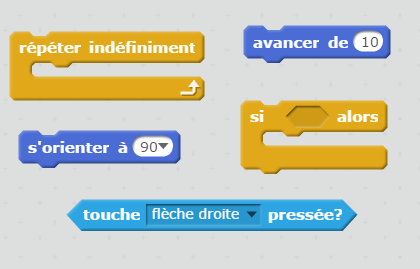 répéter indéfiniment
avancer de 10
si alors
s'orienter à 90
touche flèche droite pressée?